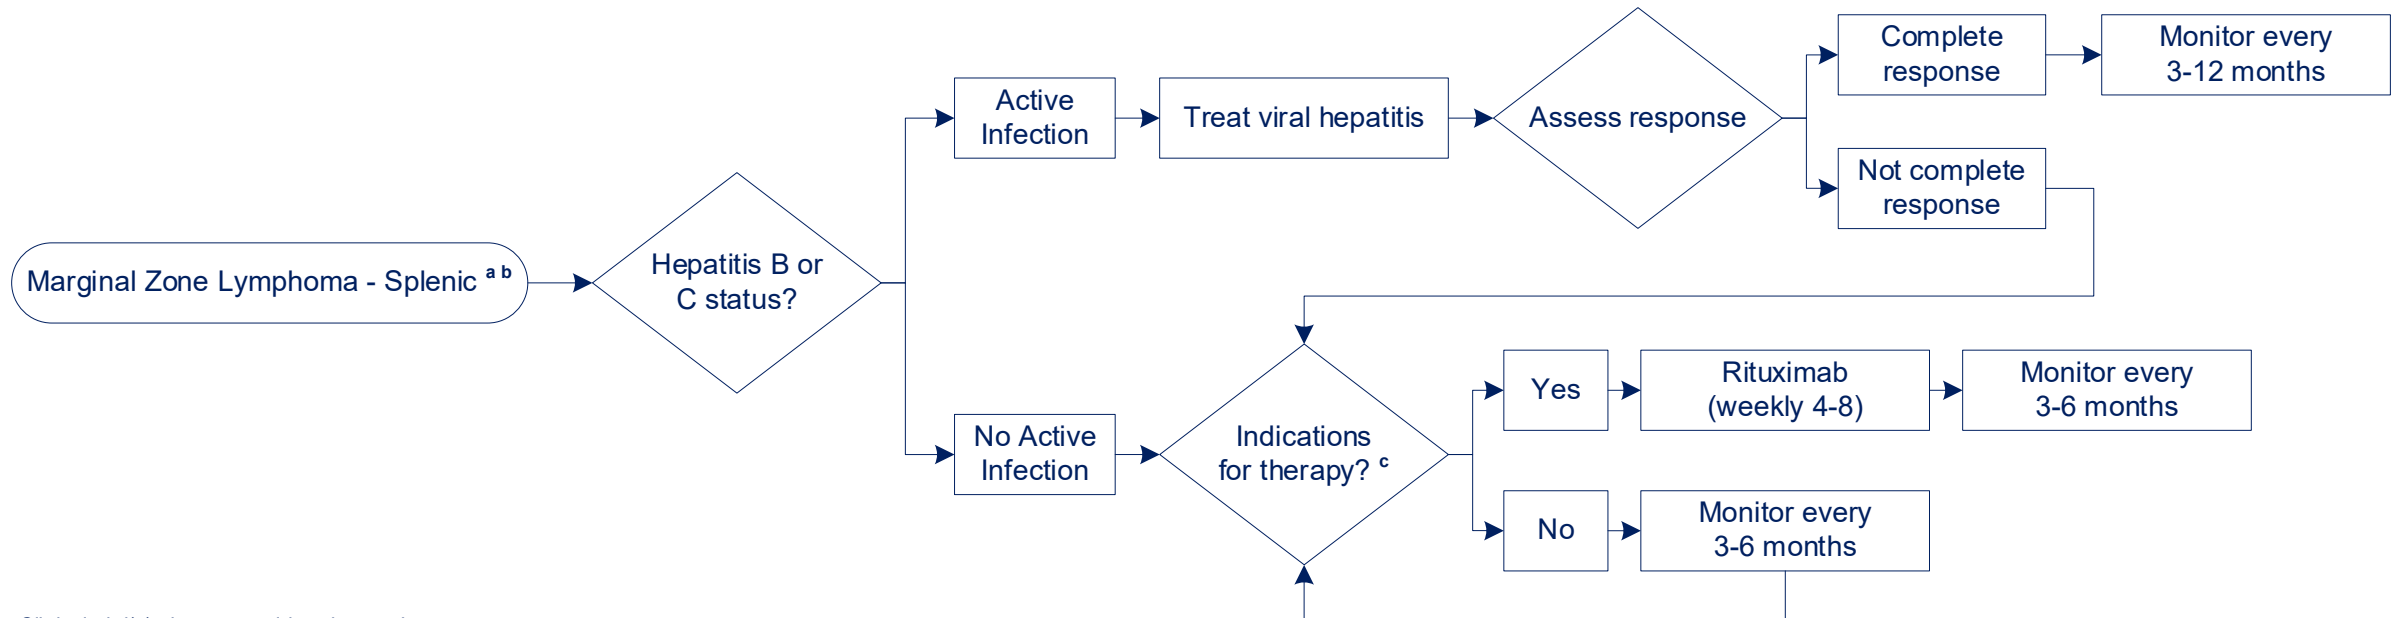 Marginal Zone Lymphoma - Splenic a b
Hepatitis B or
C status?
Active
Infection
Treat viral hepatitis
Assess response
Complete
response
Monitor every
3-12 months
Not complete
response
No Active
Infection
Indications
for therapy? c
Yes
Rituximab
(weekly 4-8)
Monitor every
3-6 months
No
Monitor every
3-6 months